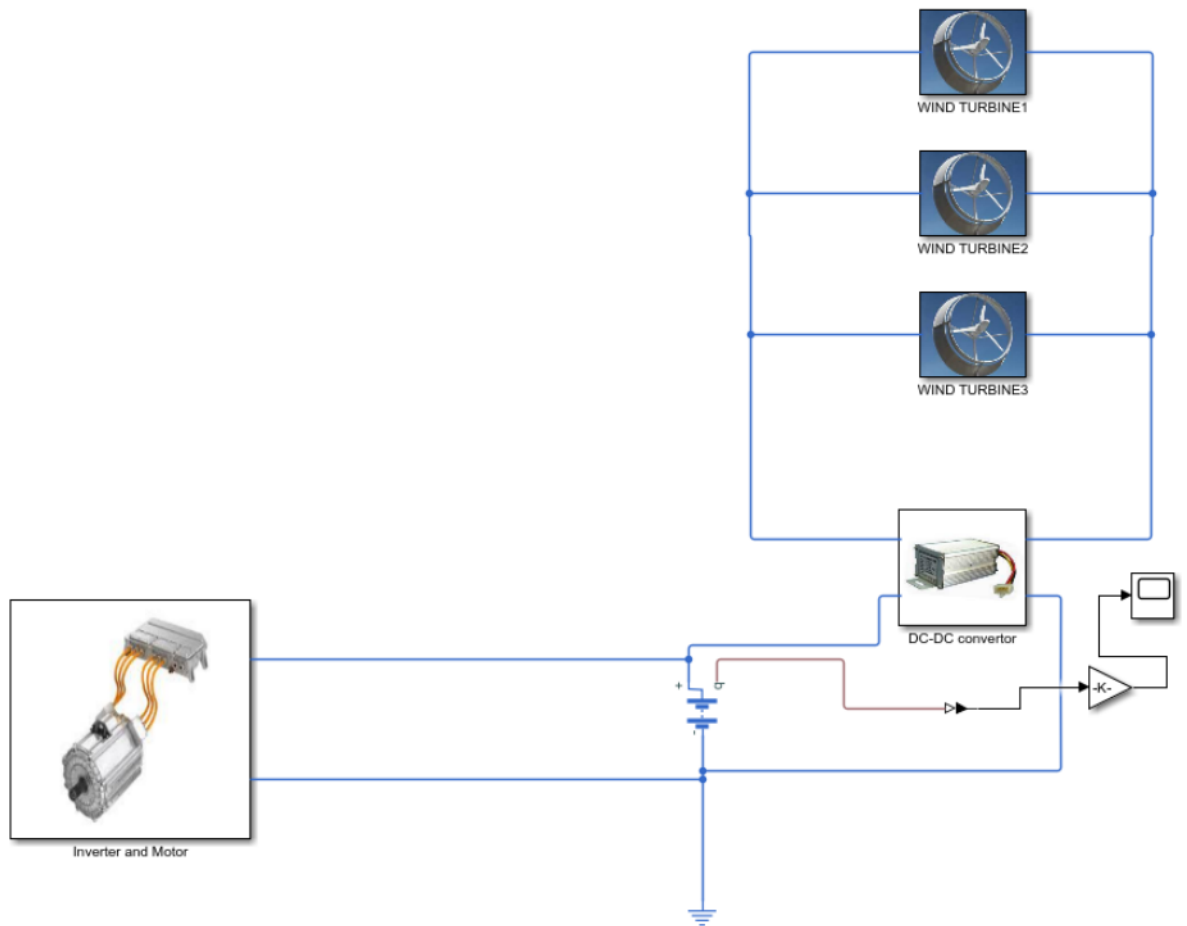 WIND TURBINE1
WIND TURBINE2
WIND TURBINE3
DC-DC convertor
+
q
-K-
-
Inverter and Motor